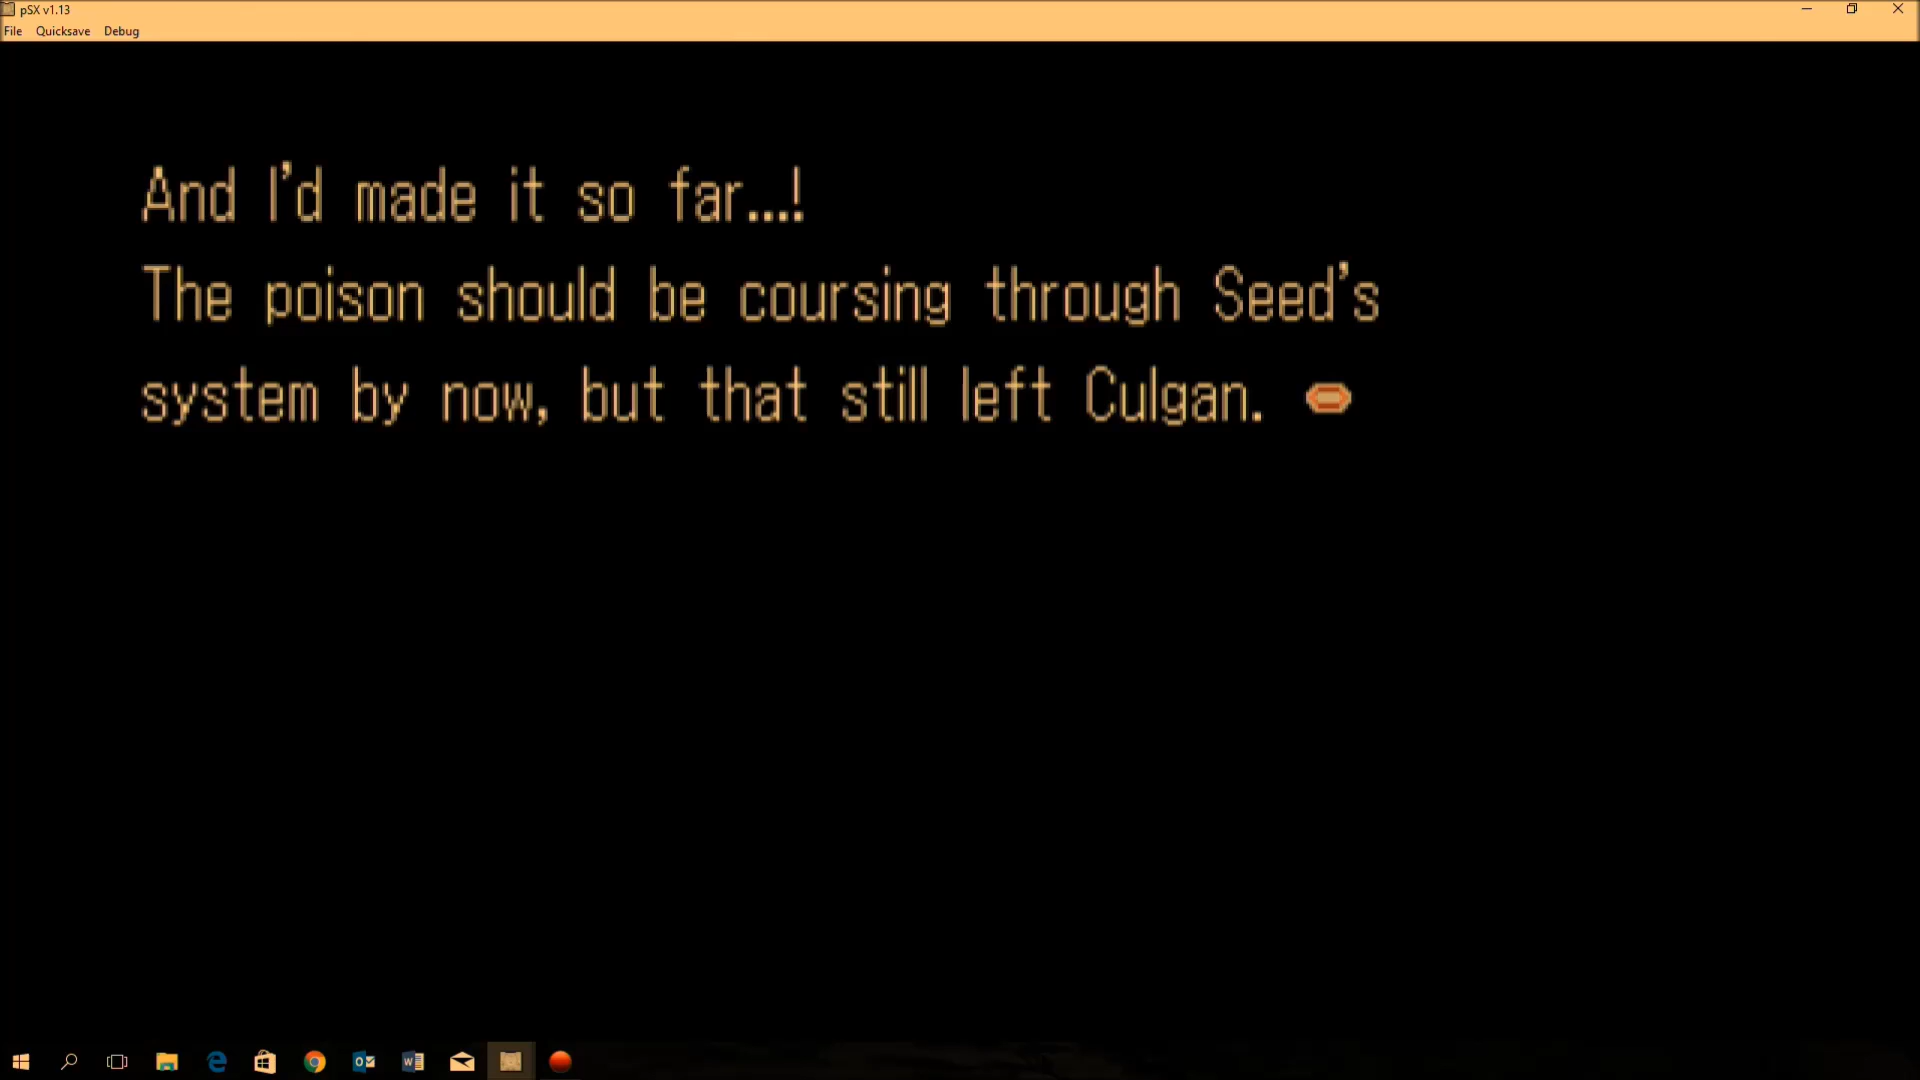 pSX v1.13
File Quicksave Debug
And I'd made it so far...!
The poison should be coursing through Seed's
system by now, but that still left Culgan.